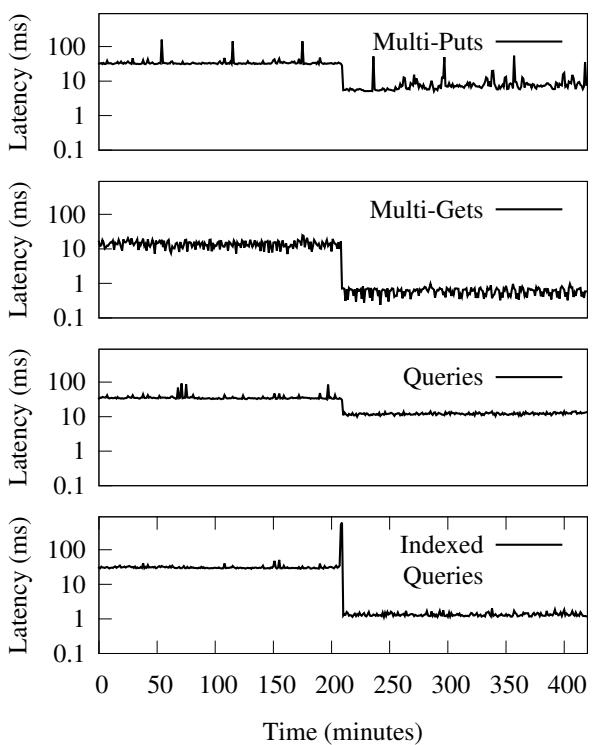 Latency (ms)
100
10
1
0.1
Multi-Puts
Latency (ms)
100
10
1
0.1
Multi-Gets
Latency (ms)
100
10
1
0.1
Queries
Latency (ms)
100
10
1
0.1
Indexed
Queries
0 50 100 150 200 250 300 350 400
Time (minutes)